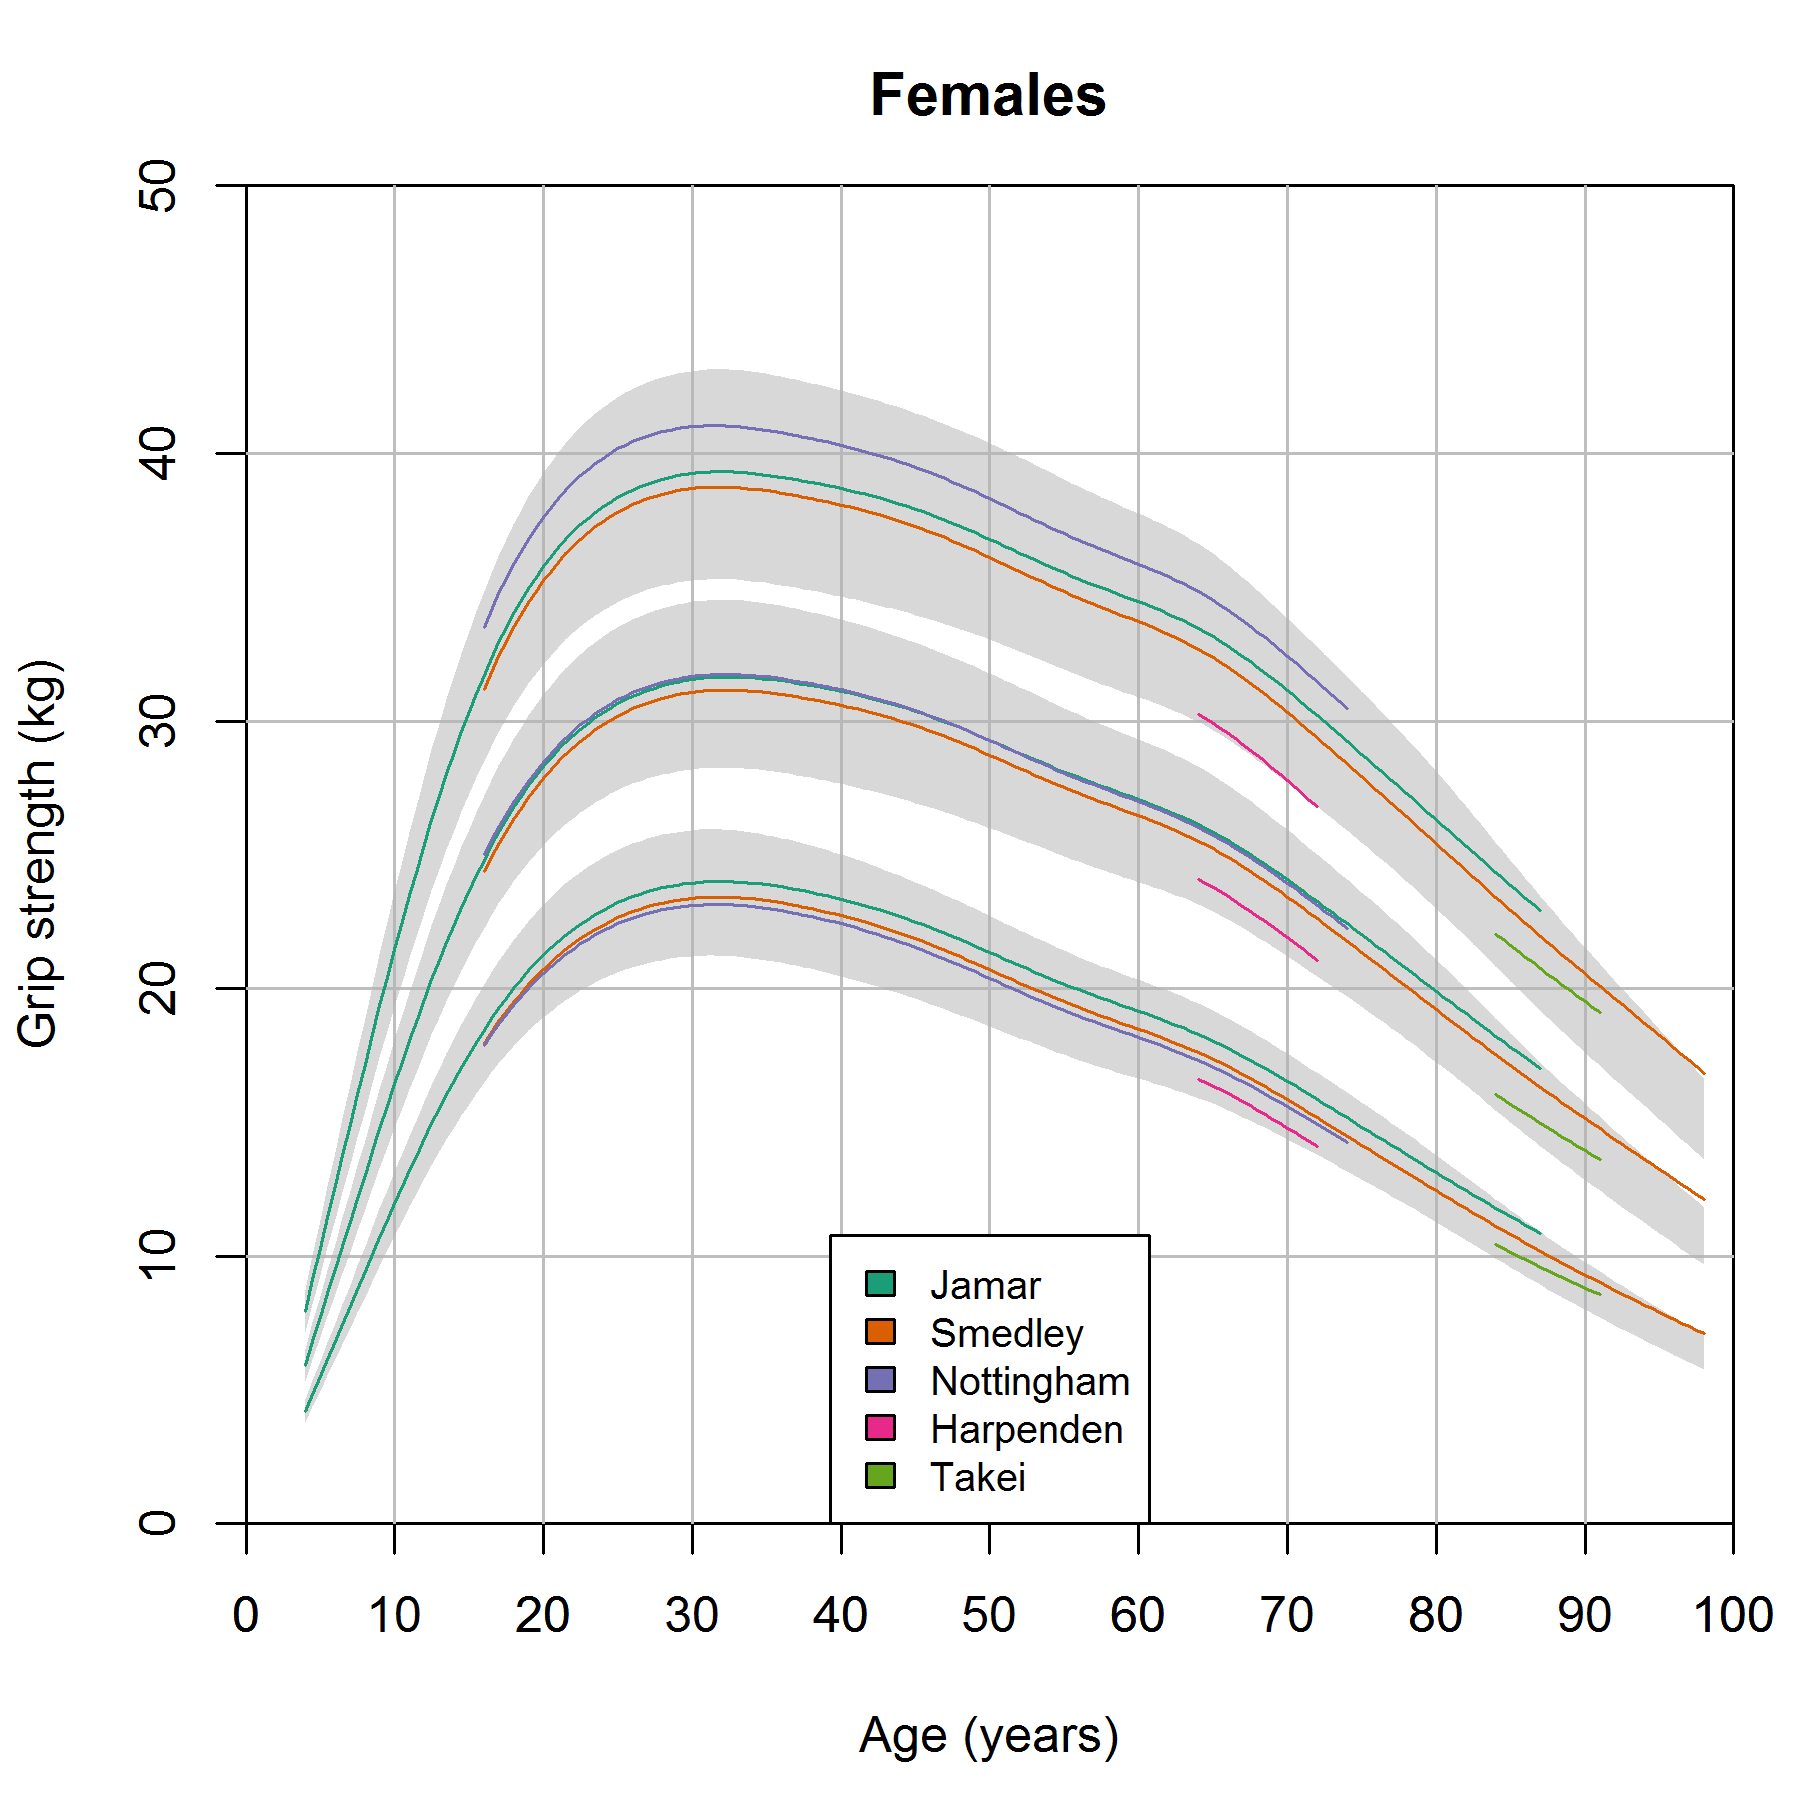 Females
Grip strength (kg)
50
40
30
20
10
0
Jamar
Smedley
Nottingham
Harpenden
Takei
0 10 20 30 40 50 60 70 80 90 100
Age (years)